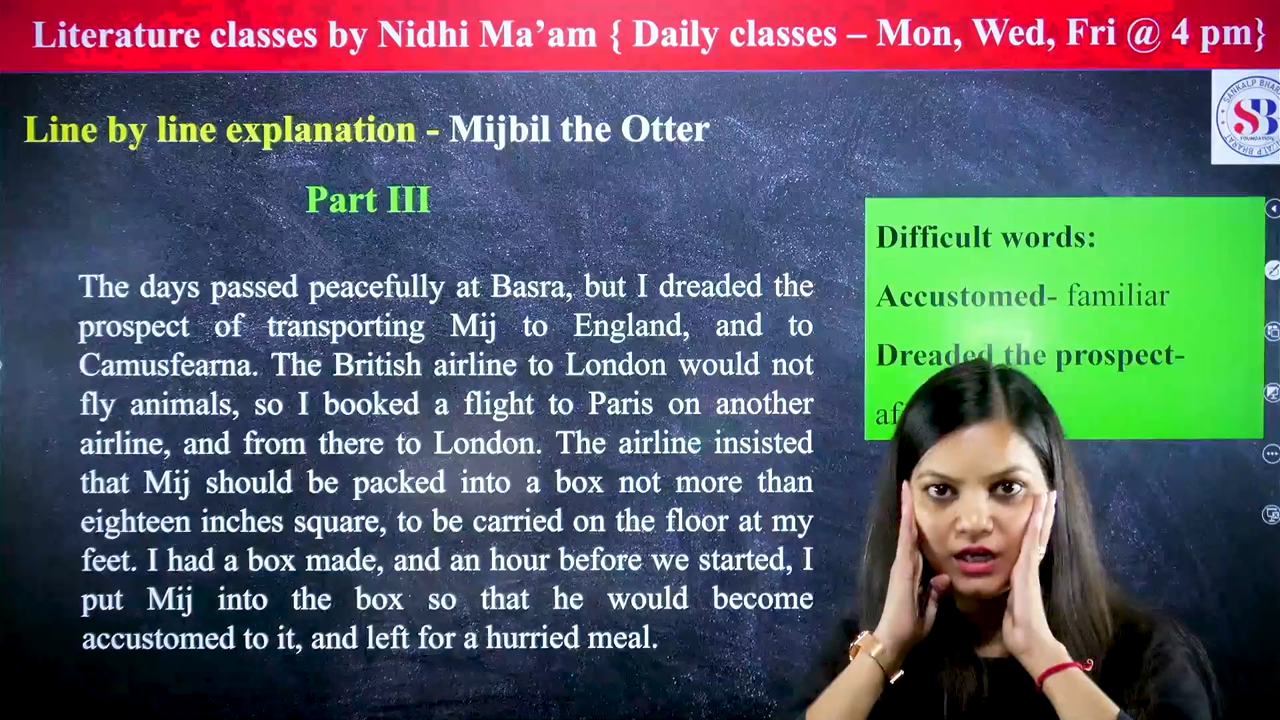 Literature classes by Nidhi Ma’am { Daily classes – Mon, Wed, Fri @ 4 pm}
Line by line explanation - Mijbil the Otter
Part III
The days passed peacefully at Basra, but I dreaded the
prospect of transporting Mij to England, and to
Camusfearna. The British airline to London would not
fly animals, so I booked a flight to Paris on another
airline, and from there to London. The airline insisted
that Mij should be packed into a box not more than
eighteen inches square, to be carried on the floor at my
feet. I had a box made, and an hour before we started, I
put Mij into the box so that he would become
accustomed to it, and left for a hurried meal.
SANKALP BHAR
SB
FOUNDATION
Difficult words:
Accustomed- familiar
Dreaded the prospect-